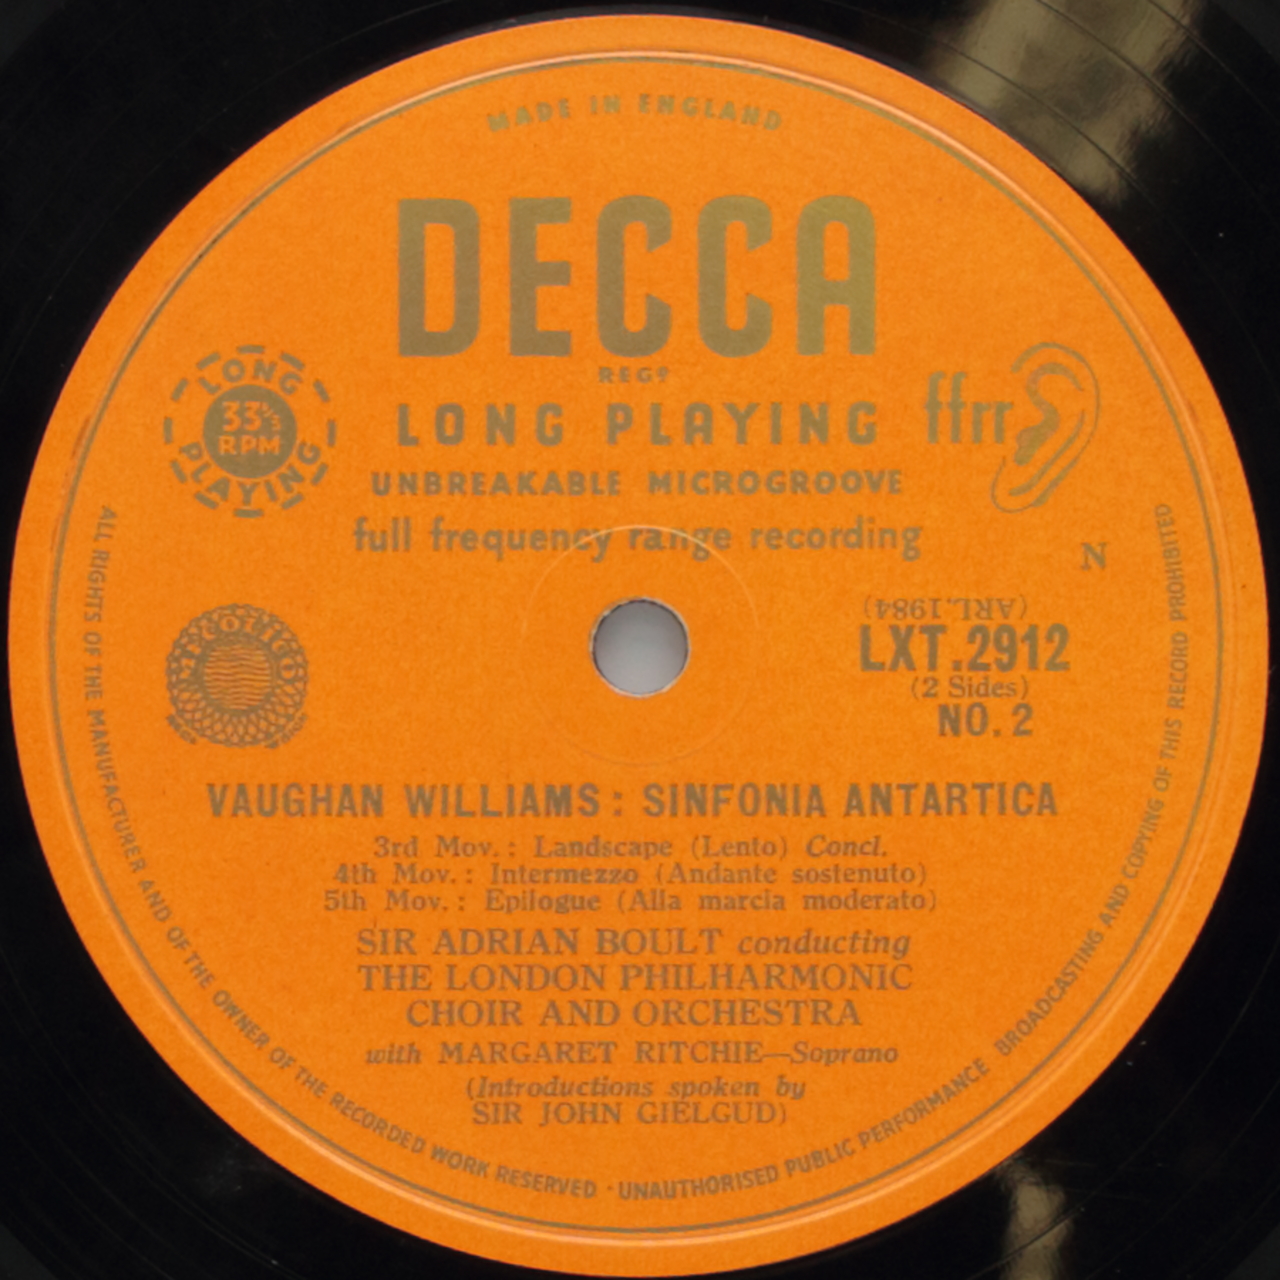 MADE IN ENGLAND
DECCA
REGD
LONG PLAYING
33⅓
RPM
LONG PLAYING
ffrr
UNBREAKABLE MICROGROOVE
full frequency range recording
N
(ARL.1984)
LXT.2912
(2 Sides)
NO. 2
MECOLICO
VAUGHAN WILLIAMS : SINFONIA ANTARTICA
3rd Mov. : Landscape (Lento) Concl.
4th Mov. : Intermezzo (Andante sostenuto)
5th Mov. : Epilogue (Alla marcia moderato)
SIR ADRIAN BOULT conducting
THE LONDON PHILHARMONIC
CHOIR AND ORCHESTRA
with MARGARET RITCHIE—Soprano
(Introductions spoken by
SIR JOHN GIELGUD)
ALL RIGHTS OF THE MANUFACTURER AND OF THE OWNER OF THE RECORDED WORK RESERVED · UNAUTHORISED PUBLIC PERFORMANCE BROADCASTING AND COPYING OF THIS RECORD PROHIBITED